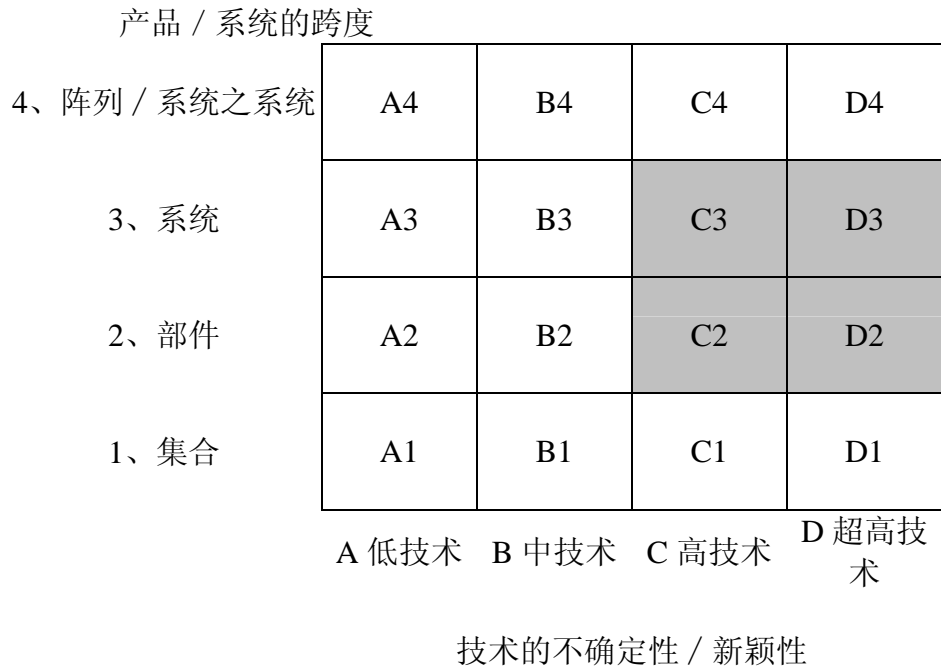 产品 / 系统的跨度
4、阵列 / 系统之系统 A4 B4 C4 D4
3、系统 A3 B3 C3 D3
2、部件 A2 B2 C2 D2
1、集合 A1 B1 C1 D1
A 低技术 B 中技术 C 高技术 D 超高技
术
技术的不确定性 / 新颖性